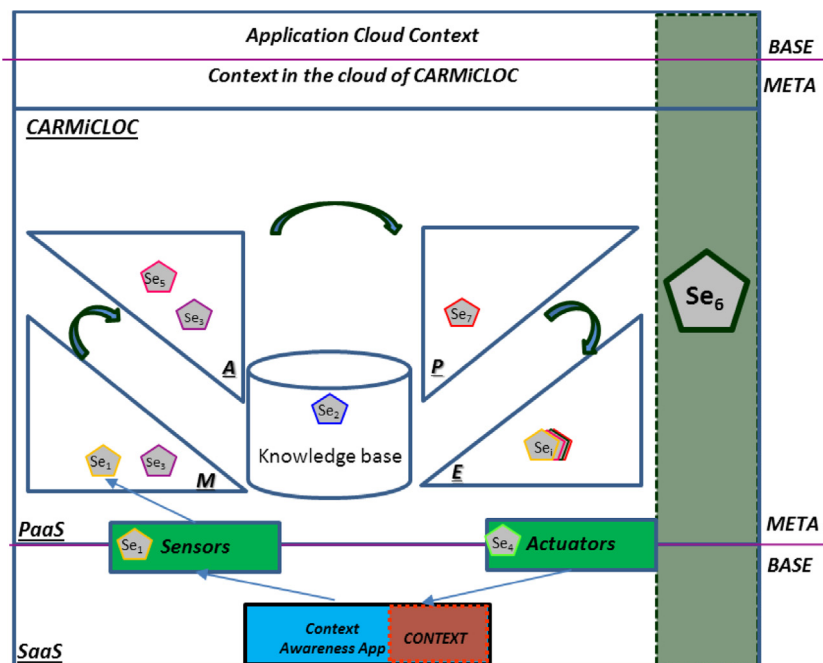 Application Cloud Context
BASE
Context in the cloud of CARMiCLOC
META
CARMiCLOC
Se5
Se3
Se7
Se6
A
P
Se2
Knowledge base
Se1
Se3
M
Sei
E
PaaS
META
Se1 Sensors
Se4 Actuators
BASE
Context
Awareness App
CONTEXT
SaaS